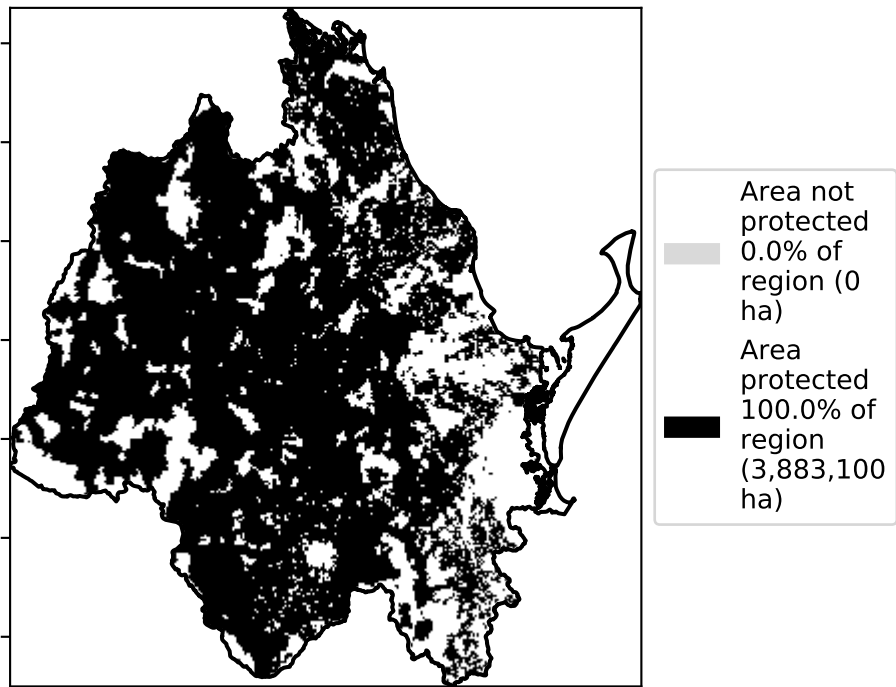 Area not
protected
0.0% of
region (0
ha)
Area
protected
100.0% of
region
(3,883,100
ha)